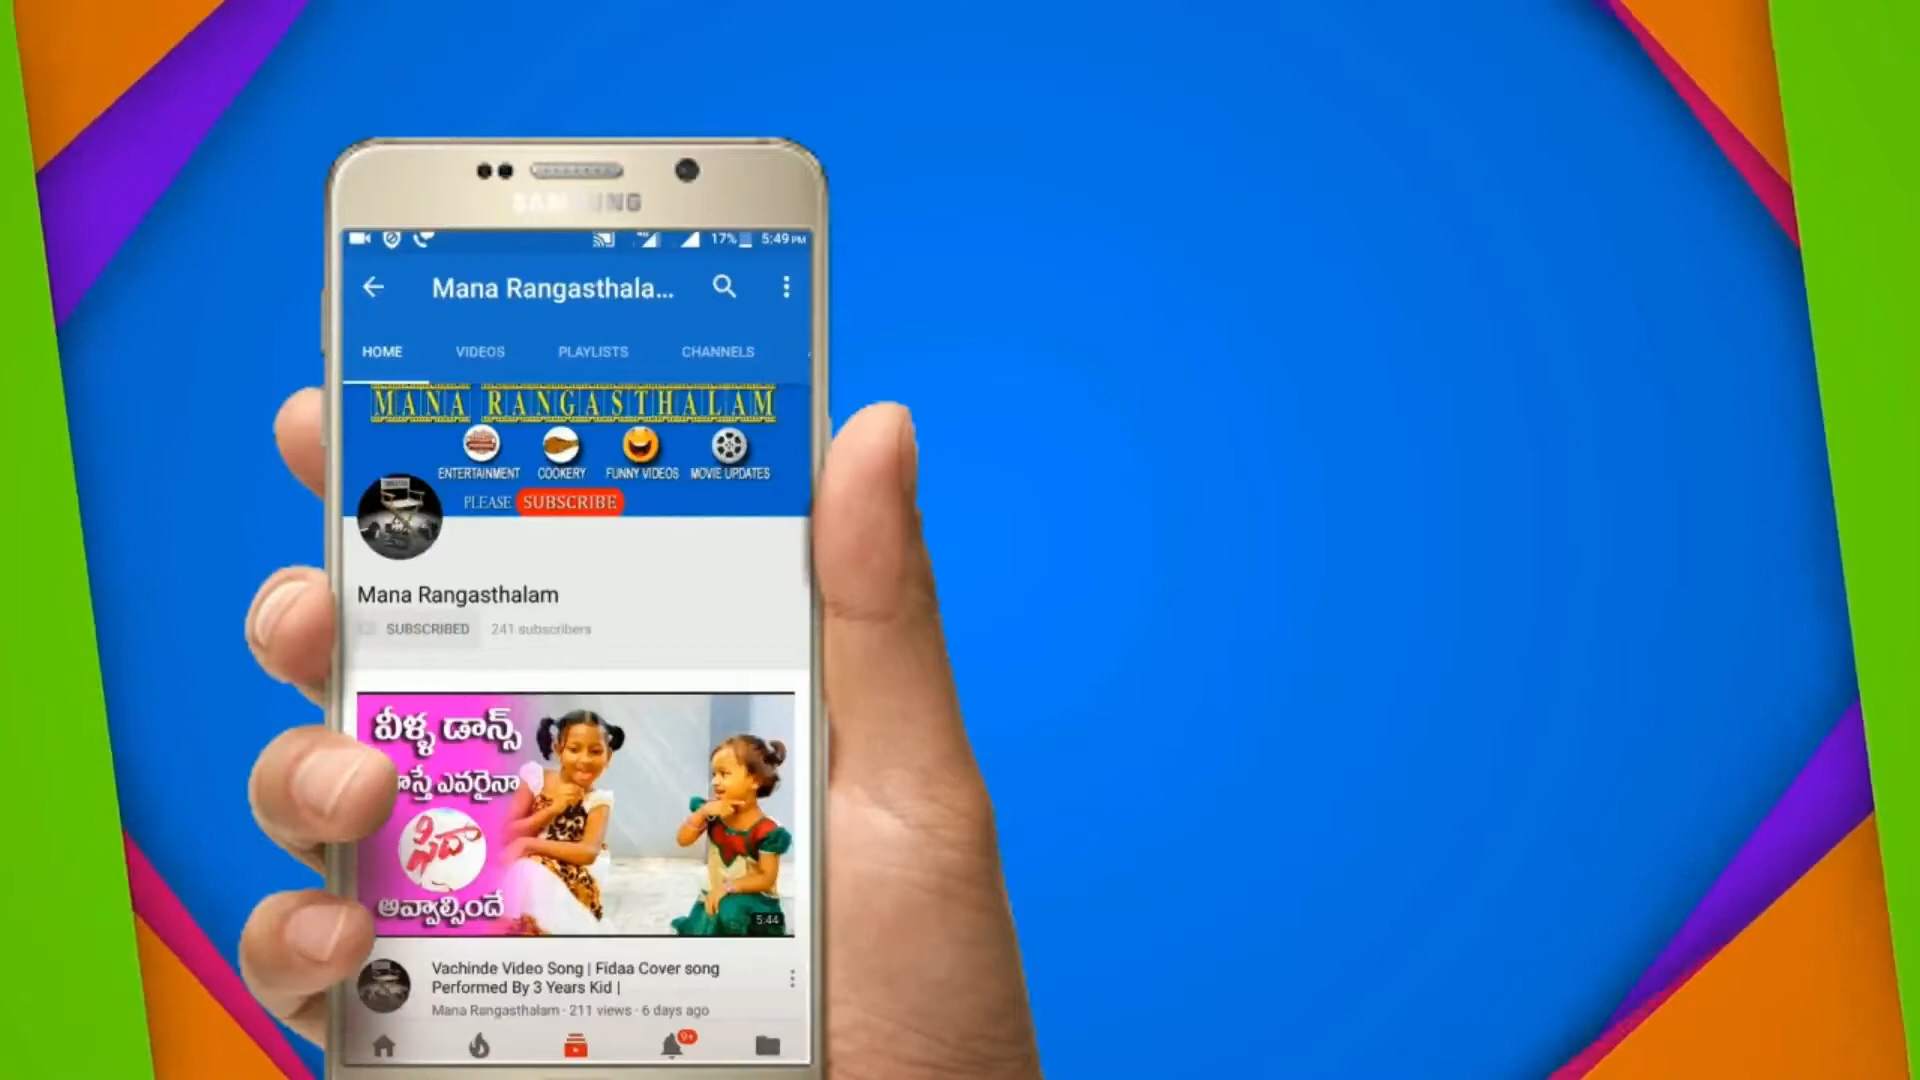 SAMSUNG
17% 5:49 PM
Mana Rangasthala...
HOME VIDEOS PLAYLISTS CHANNELS
MANA RANGASTHALAM
ENTERTAINMENT COOKERY FUNNY VIDEOS MOVIE UPDATES
PLEASE SUBSCRIBE
Mana Rangasthalam
SUBSCRIBED 241 subscribers
వీళ్ళ డాన్స్
ఎవరైనా
ఫిదా
అవ్వాల్సిందే
5:44
Vachinde Video Song | Fidaa Cover song
Performed By 3 Years Kid |
Mana Rangasthalam · 211 views · 6 days ago
9+